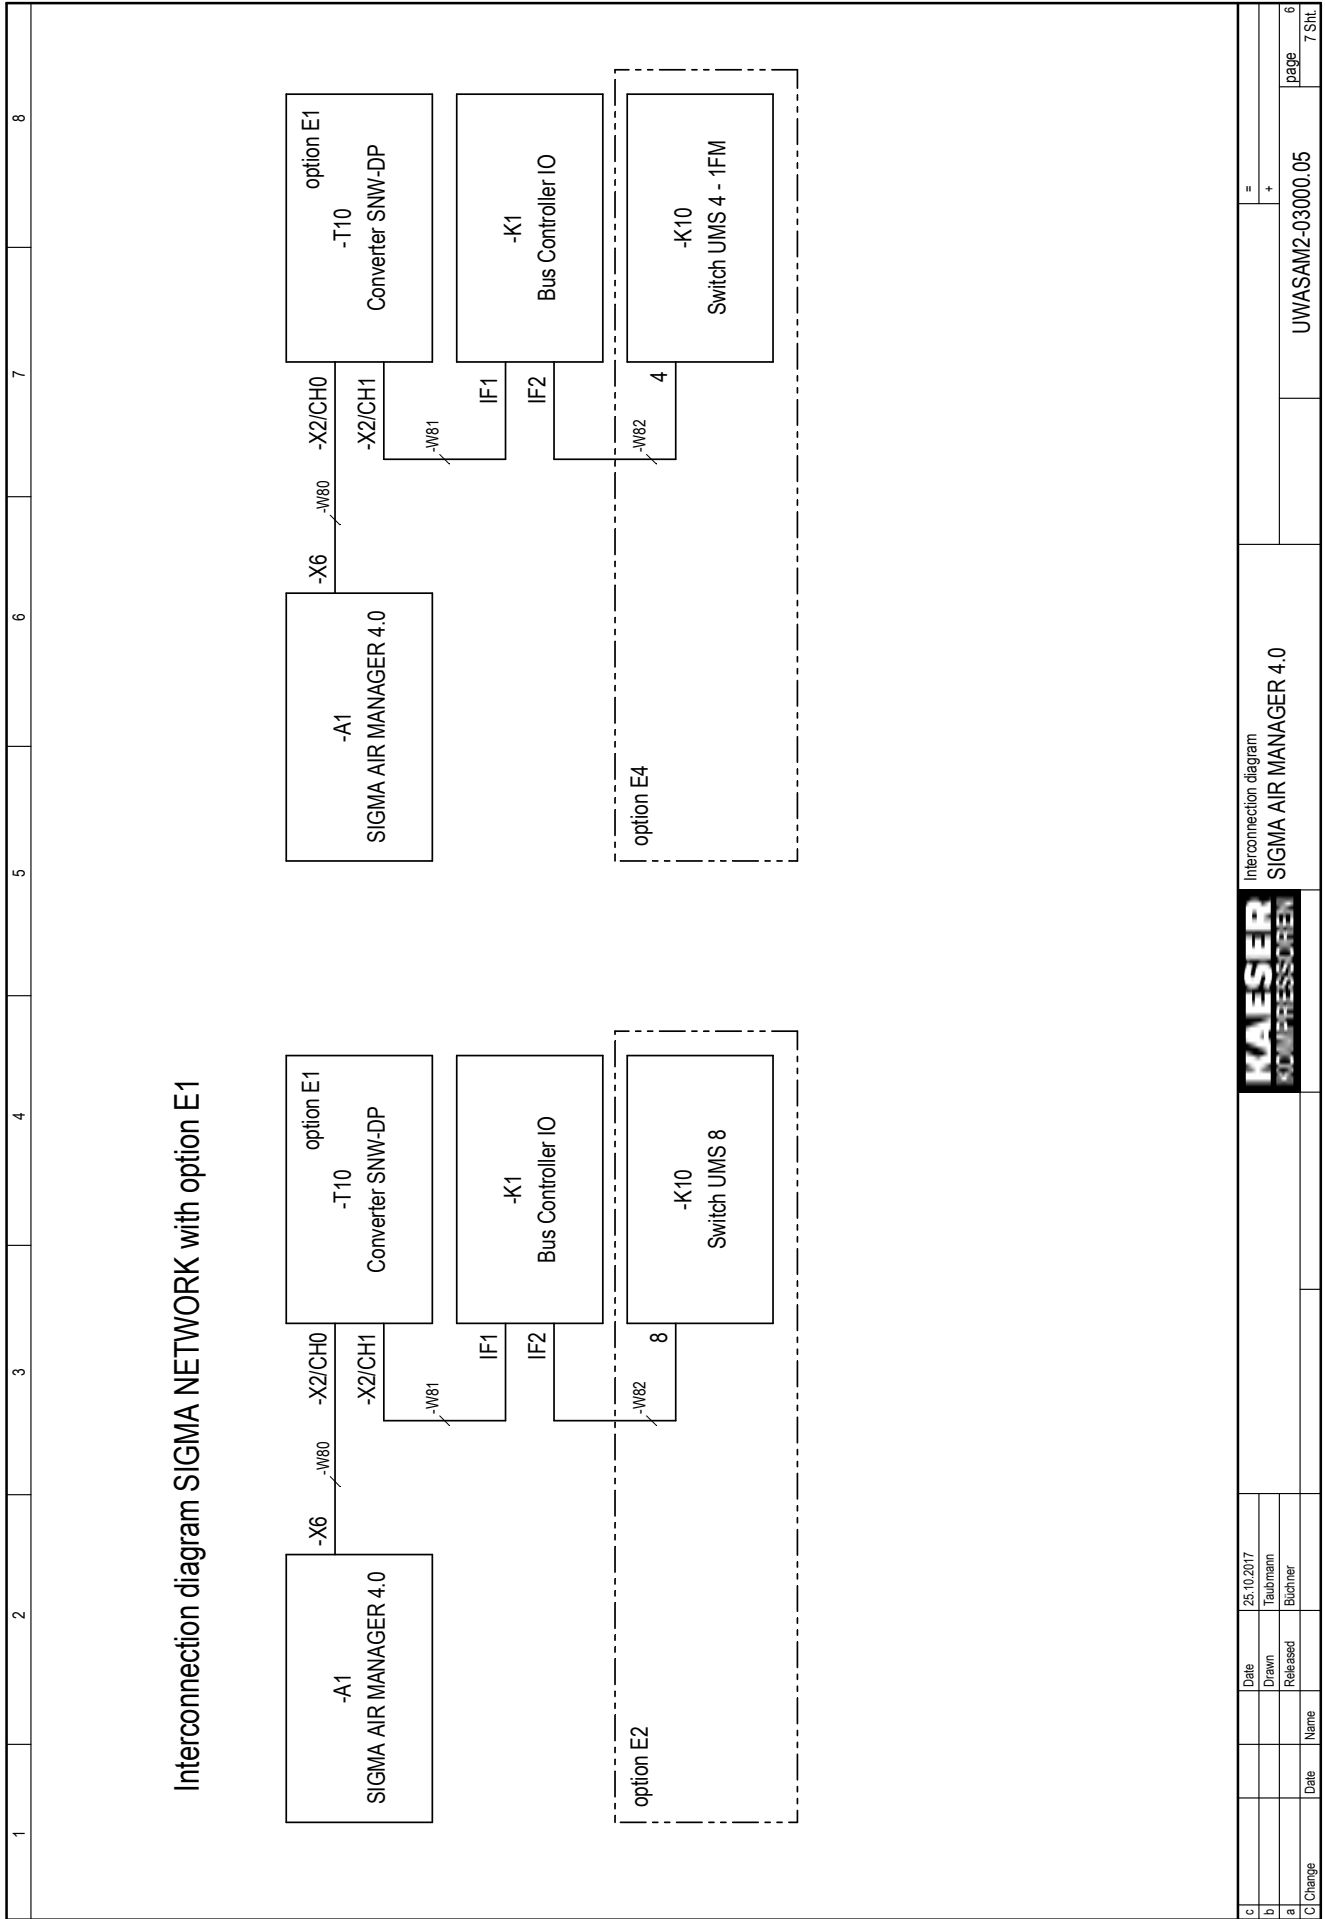 1
2
3
4
5
6
7
8
Interconnection diagram SIGMA NETWORK with option E1
-A1
SIGMA AIR MANAGER 4.0
-X6
-W80
-X2/CH0
-X2/CH1
option E1
-T10
Converter SNW-DP
-W81
IF1
IF2
-K1
Bus Controller IO
-W82
8
-K10
Switch UMS 8
option E2
-A1
SIGMA AIR MANAGER 4.0
-X6
-W80
-X2/CH0
-X2/CH1
option E1
-T10
Converter SNW-DP
-W81
IF1
IF2
-K1
Bus Controller IO
-W82
4
-K10
Switch UMS 4 - 1FM
option E4
c
b
a
C Change
Date
Name
Date
25.10.2017
Drawn
Taubmann
Released
Büchner
KAESER
KOMPRESSOREN
Interconnection diagram
SIGMA AIR MANAGER 4.0
=
+
UWASAM2-03000.05
page 6
7 Sht.